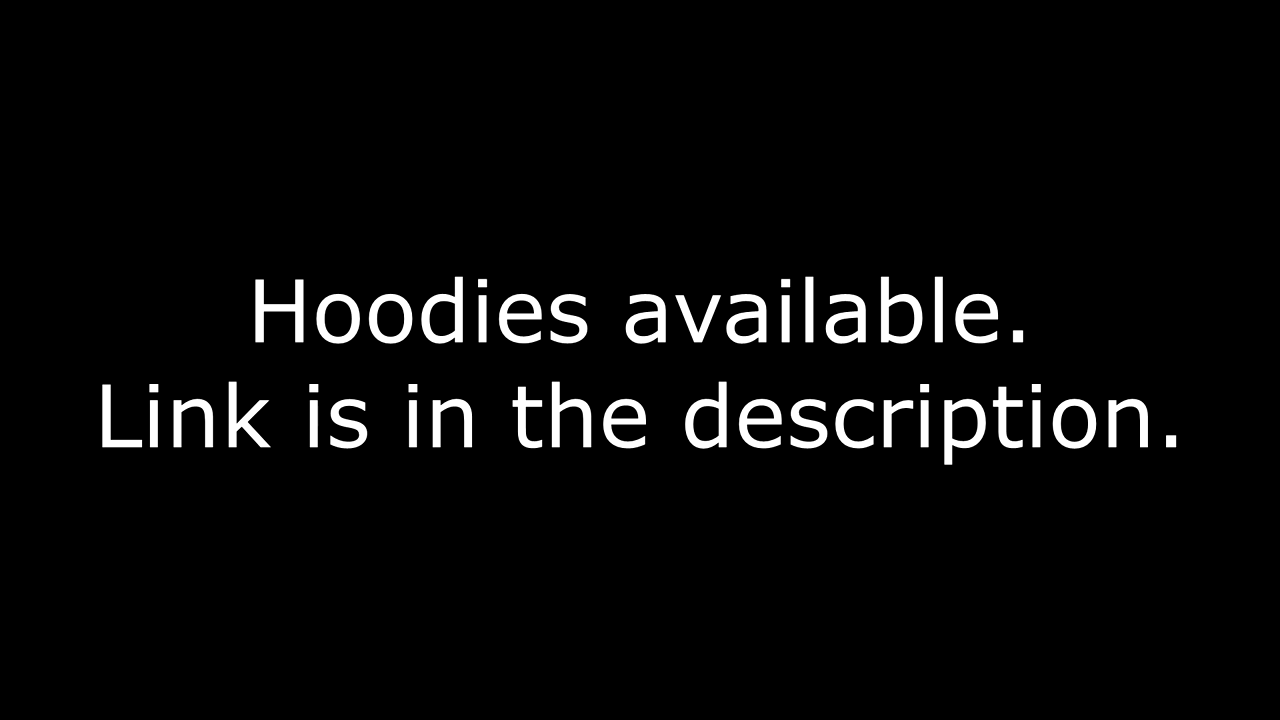 Hoodies available.
Link is in the description.